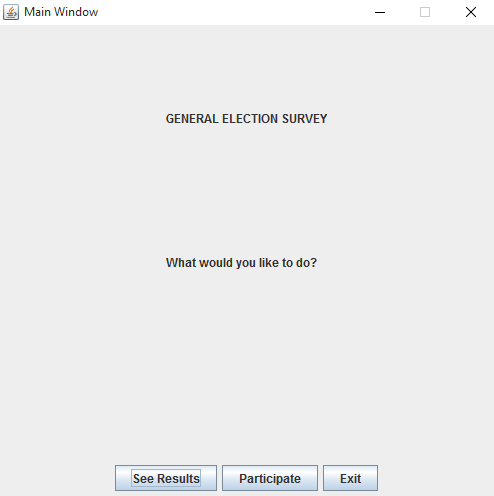 Main Window
GENERAL ELECTION SURVEY
What would you like to do?
See Results Participate Exit